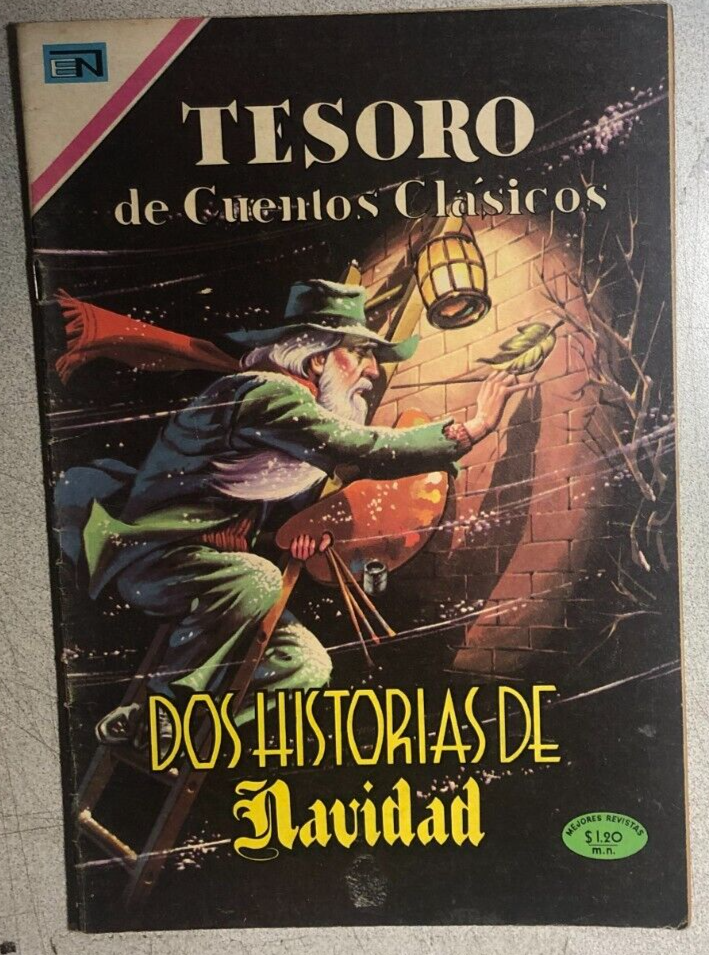 EN
TESORO
de Cuentos Clásicos
DOS HISTORIAS DE
Navidad
MEJORES REVISTAS
$1.20
m.n.